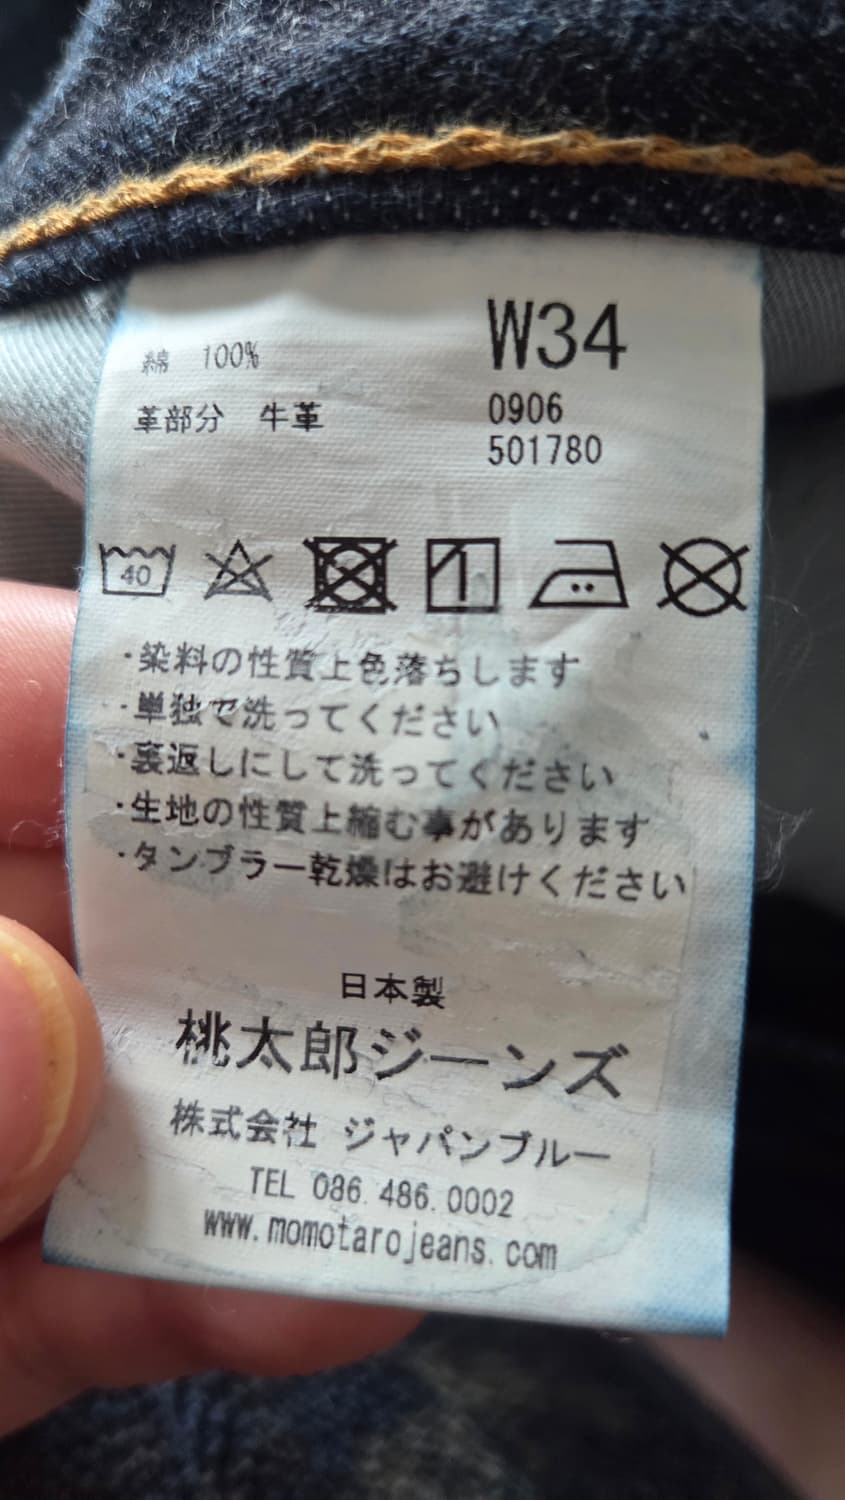 綿 100%
W34
革部分 牛革
0906
501780
40
・染料の性質上色落ちします
・単独で洗ってください
・裏返しにして洗ってください
・生地の性質上縮む事があります
・タンブラー乾燥はお避けください
日本製
桃太郎ジーンズ
株式会社 ジャパンブルー
TEL 086.486.0002
www.momotarojeans.com